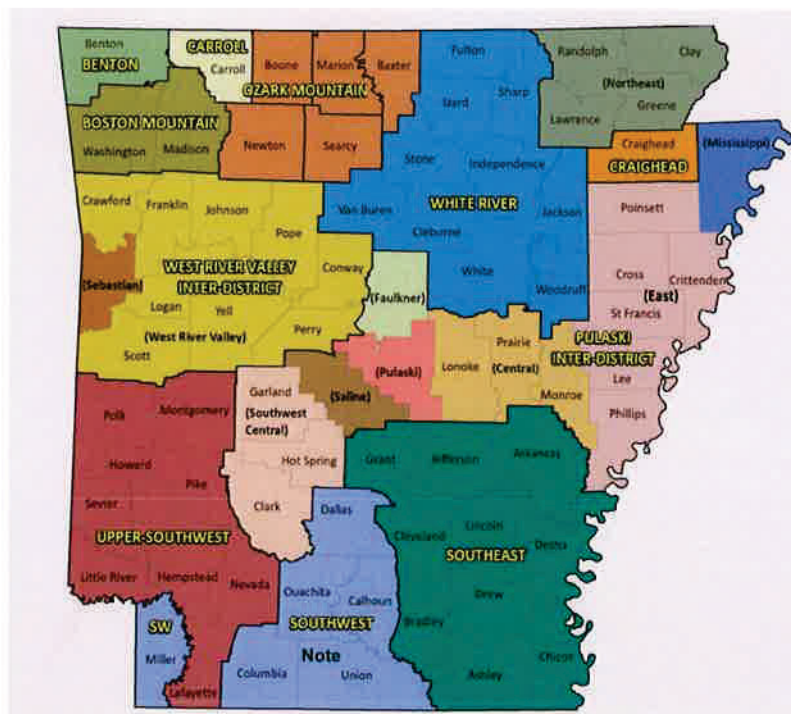 Benton
BENTON
CARROLL
Carroll
Boone
Marion
Baxter
OZARK MOUNTAIN
Fulton
Sharp
Izard
Randolph
Clay
(Northeast)
Greene
Lawrence
BOSTON MOUNTAIN
Washington
Madison
Newton
Searcy
Stone
Independence
Craighead
CRAIGHEAD
(Mississippi)
Crawford
Franklin
Johnson
Pope
Van Buren
WHITE RIVER
Jackson
Cleburne
Poinsett
WEST RIVER VALLEY
INTER-DISTRICT
(Sebastian)
Conway
White
Woodruff
Cross
Crittenden
(East)
St Francis
Logan
Yell
(West River Valley)
Perry
Scott
(Faulkner)
Prairie
(Central)
Lonoke
PULASKI
INTER-DISTRICT
Monroe
Lee
Phillips
(Pulaski)
(Saline)
Garland
(Southwest
Central)
Hot Spring
Clark
Polk
Montgomery
Howard
Pike
Sevier
UPPER-SOUTHWEST
Little River
Hempstead
Nevada
Grant
Jefferson
Arkansas
Dallas
Cleveland
Lincoln
Desha
SOUTHEAST
Ouachita
Calhoun
Drew
Bradley
SW
Miller
Lafayette
SOUTHWEST
Note
Columbia
Union
Ashley
Chicot